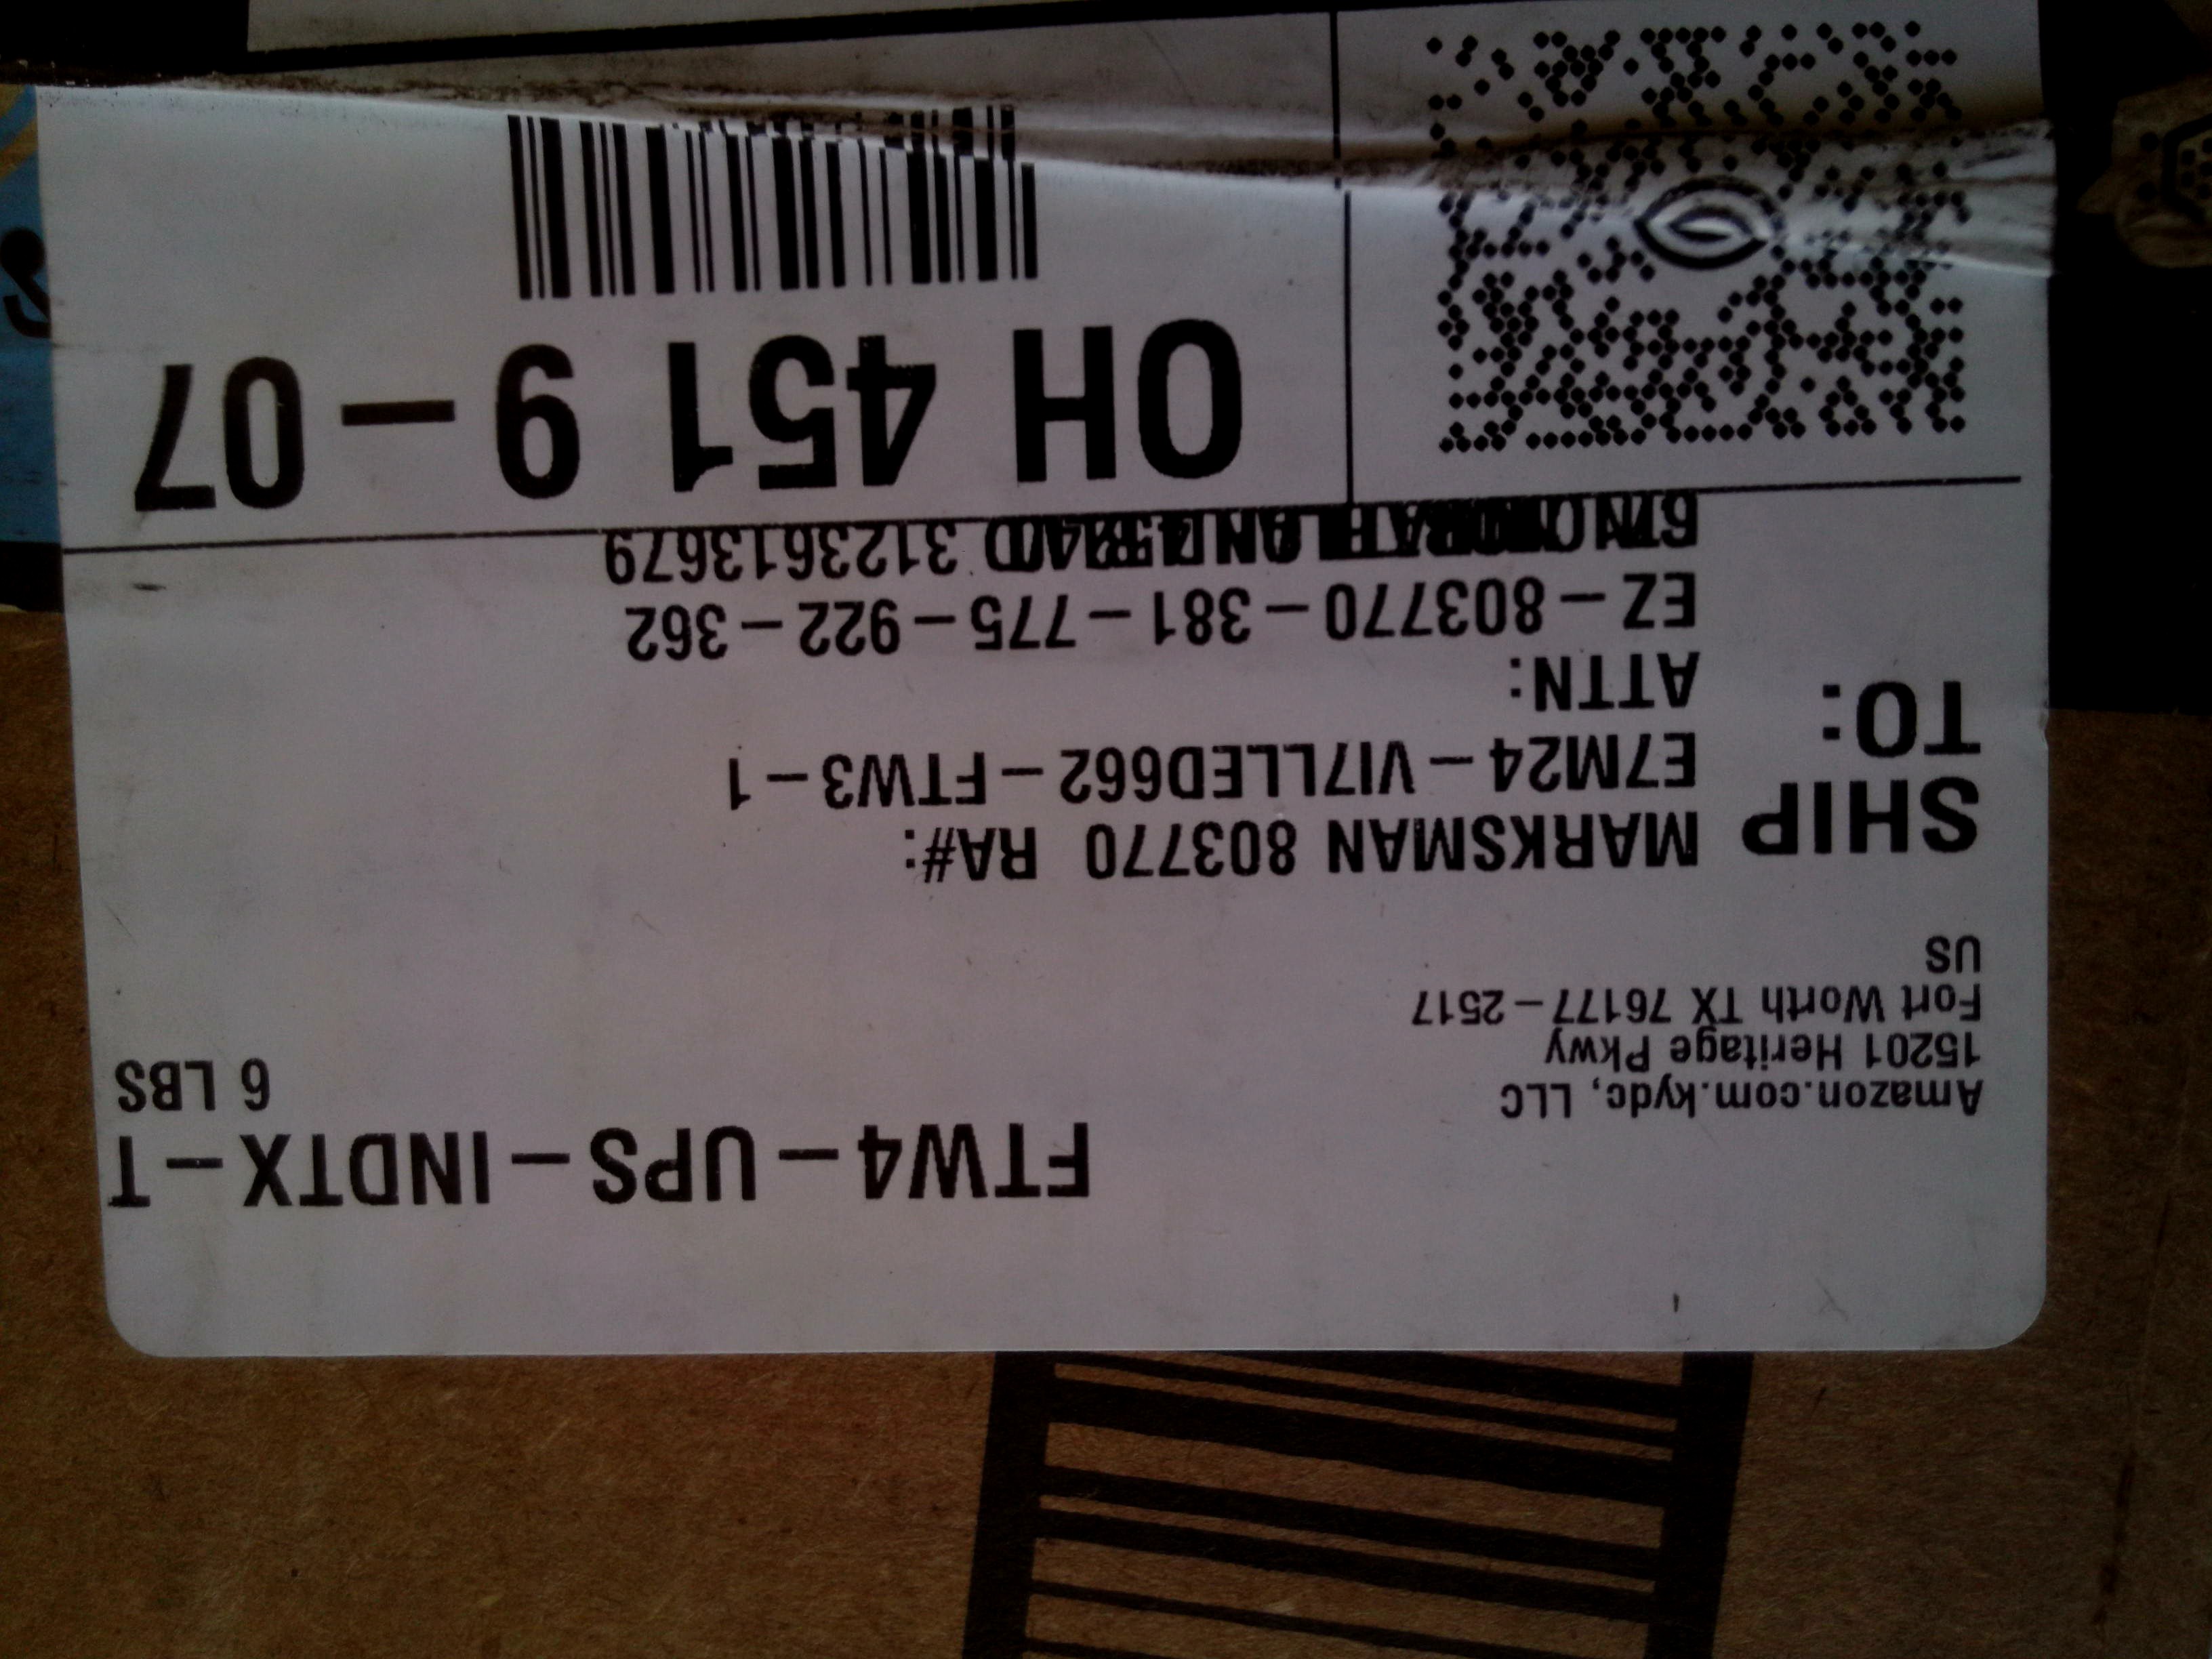 FTW4-UPS-INDTX-T
6 LBS
Amazon.com.kydc, LLC
15201 Heritage Pkwy
Fort Worth TX 76177-2517
US
SHIP
TO:
MARKSMAN 803770 RA#:
E7M24-VI7LLED662-FTW3-1
ATTN:
EZ-803770-381-775-922-362
3123613679
OH 451 9-07